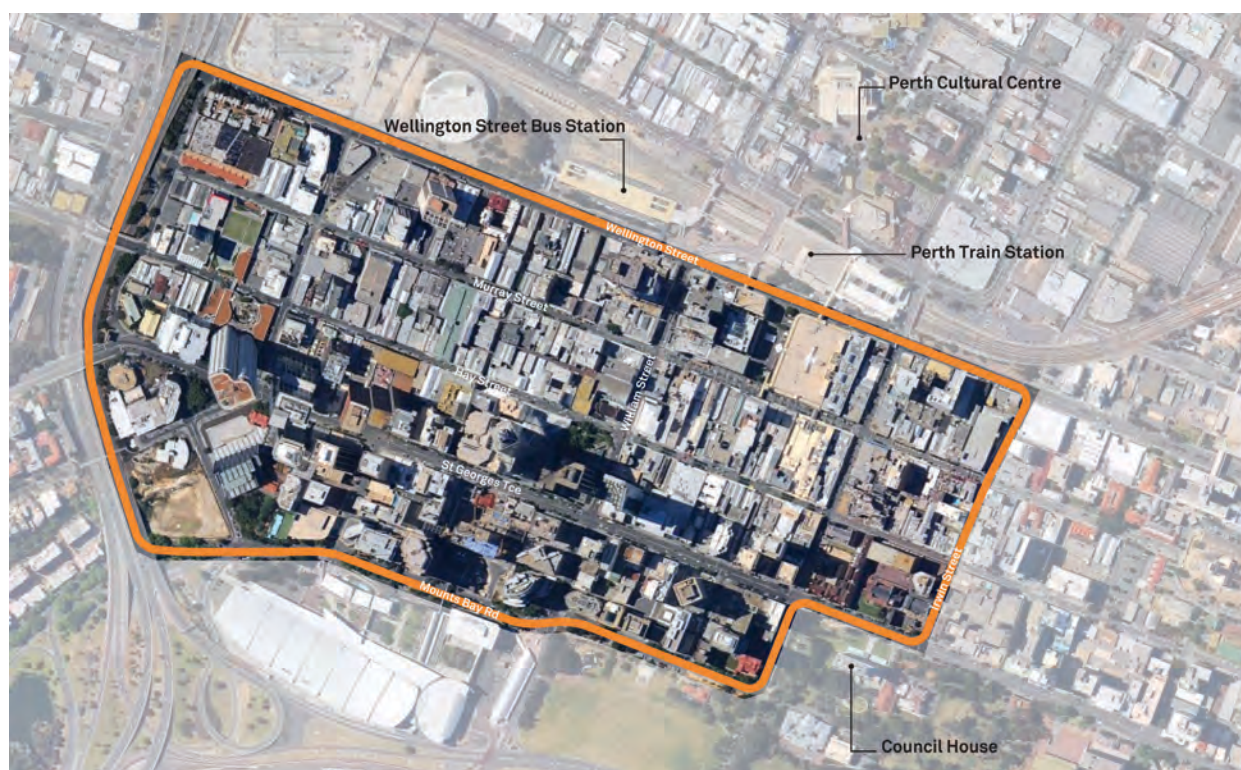 Perth Cultural Centre
Wellington Street Bus Station
Wellington Street
Perth Train Station
Murray Street
William Street
Hay Street
St Georges Tce
Irwin Street
Mounts Bay Rd
Council House